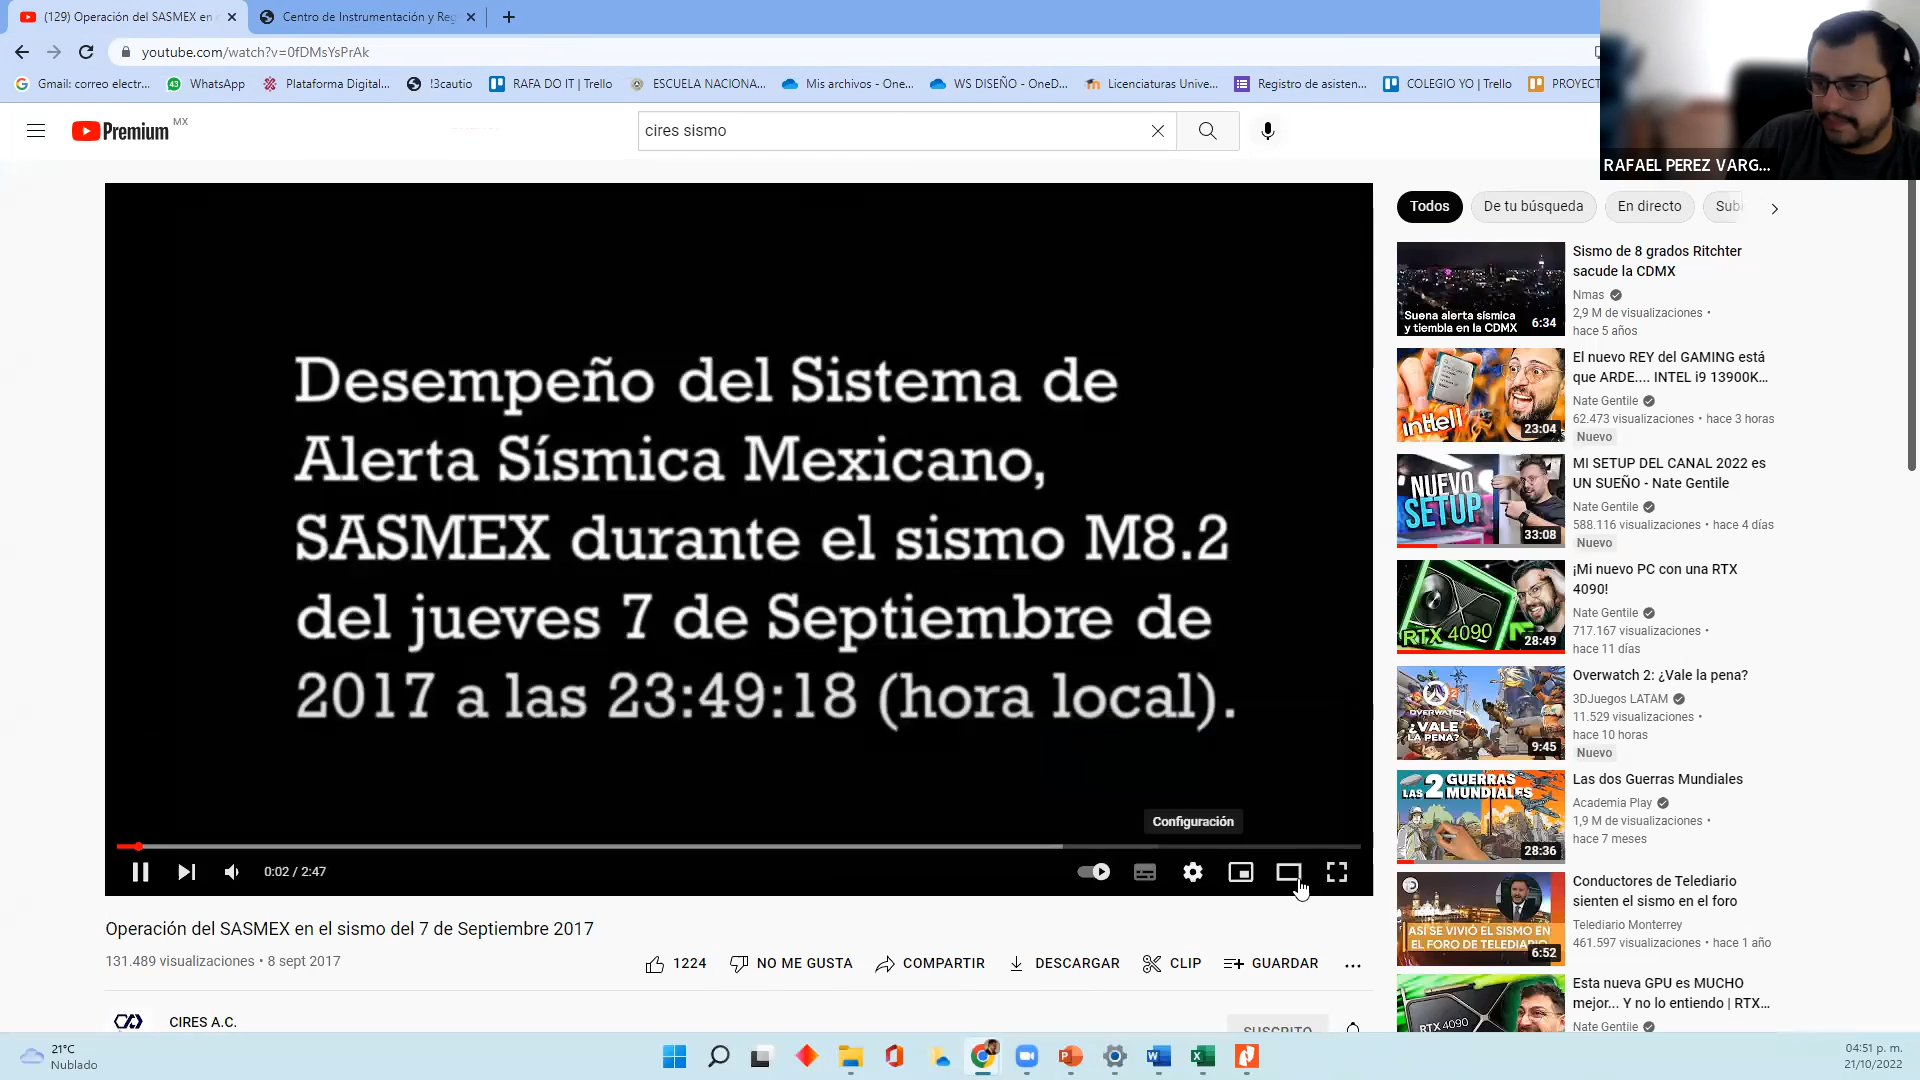 (129) Operación del SASMEX en
Centro de Instrumentación y Reg
youtube.com/watch?v=0fDMsYsPrAk
Gmail: correo electr...
WhatsApp
Plataforma Digital...
!3cautio
RAFA DO IT | Trello
ESCUELA NACIONA...
Mis archivos - One...
WS DISEÑO - OneD...
Licenciaturas Unive...
Registro de asisten...
COLEGIO YO | Trello
PROYECT
RAFAEL PEREZ VARG...
Premium MX
cires sismo
Desempeño del Sistema de
Alerta Sísmica Mexicano,
SASMEX durante el sismo M8.2
del jueves 7 de Septiembre de
2017 a las 23:49:18 (hora local).
Configuración
0:02 / 2:47
Operación del SASMEX en el sismo del 7 de Septiembre 2017
131.489 visualizaciones • 8 sept 2017
1224
NO ME GUSTA
COMPARTIR
DESCARGAR
CLIP
GUARDAR
CIRES A.C.
SUSCRITO
Todos
De tu búsqueda
En directo
Subi
Suena alerta sísmica
y tiembla en la CDMX
6:34
Sismo de 8 grados Ritchter
sacude la CDMX
Nmas
2,9 M de visualizaciones •
hace 5 años
intell
23:04
El nuevo REY del GAMING está
que ARDE.... INTEL i9 13900K...
Nate Gentile
62.473 visualizaciones • hace 3 horas
Nuevo
NUEVO
SETUP
33:08
MI SETUP DEL CANAL 2022 es
UN SUEÑO - Nate Gentile
Nate Gentile
588.116 visualizaciones • hace 4 días
Nuevo
RTX 4090
28:49
¡Mi nuevo PC con una RTX
4090!
Nate Gentile
717.167 visualizaciones •
hace 11 días
OVERWATCH
¿VALE
LA PENA?
9:45
Overwatch 2: ¿Vale la pena?
3DJuegos LATAM
11.529 visualizaciones •
hace 10 horas
Nuevo
LAS 2 GUERRAS
MUNDIALES
28:36
Las dos Guerras Mundiales
Academia Play
1,9 M de visualizaciones •
hace 7 meses
ASÍ SE VIVIÓ EL SISMO EN
EL FORO DE TELEDIARIO
6:52
Conductores de Telediario
sienten el sismo en el foro
Telediario Monterrey
461.597 visualizaciones • hace 1 año
RTX 4090
Esta nueva GPU es MUCHO
mejor... Y no lo entiendo | RTX...
Nate Gentile
21°C
Nublado
04:51 p. m.
21/10/2022